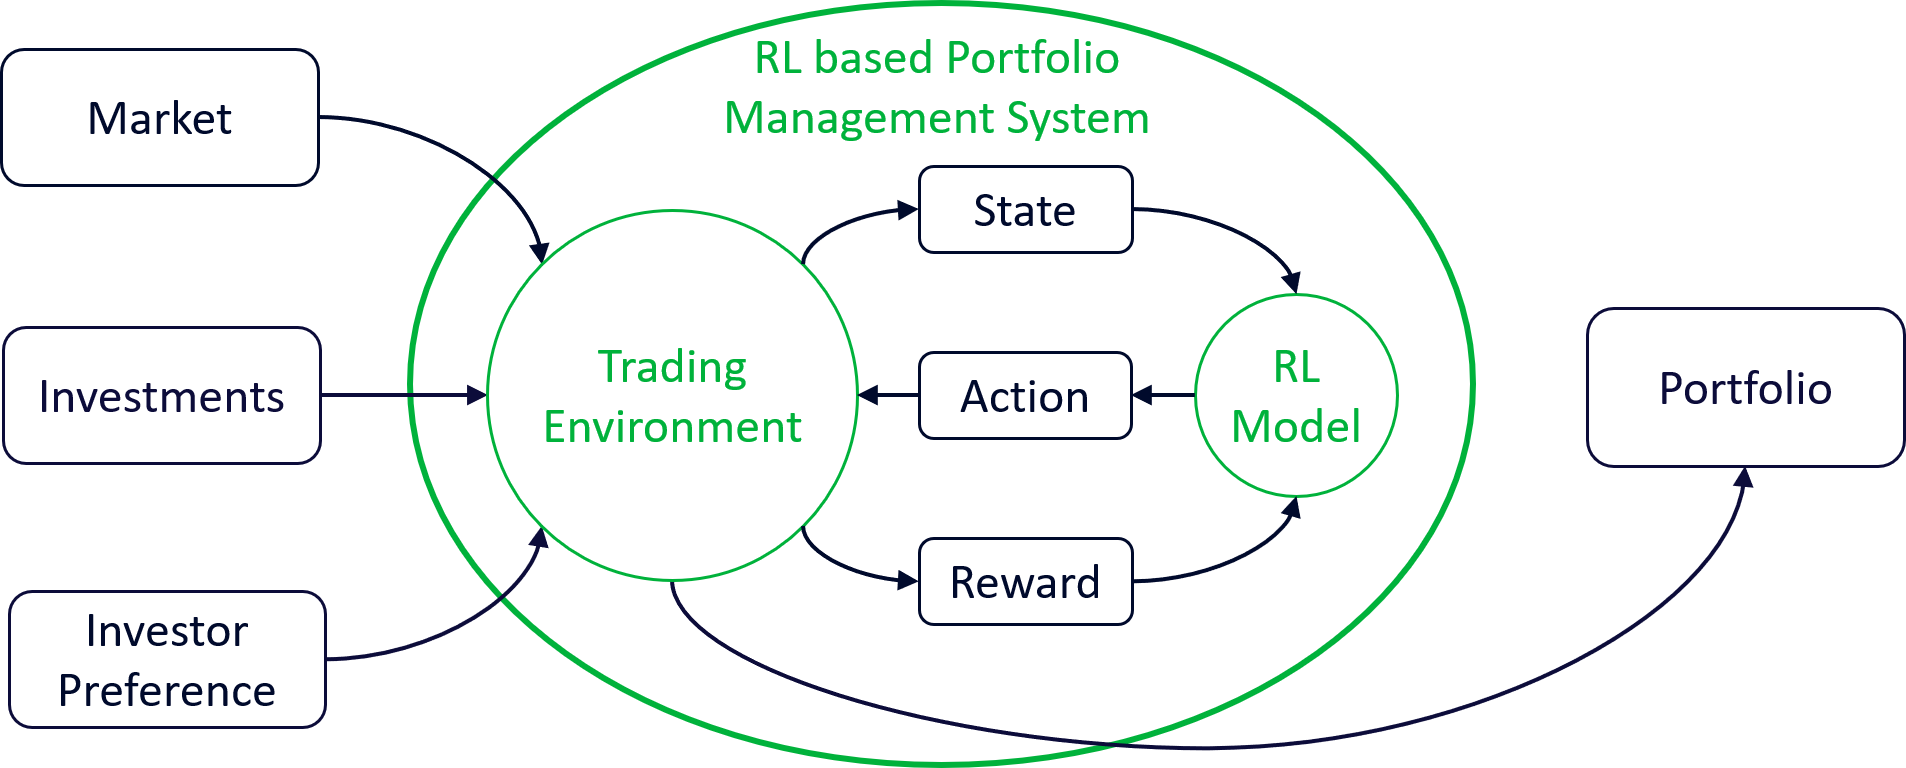 RL based Portfolio
Management System
Market
Investments
Investor
Preference
Trading
Environment
State
Action
Reward
RL
Model
Portfolio